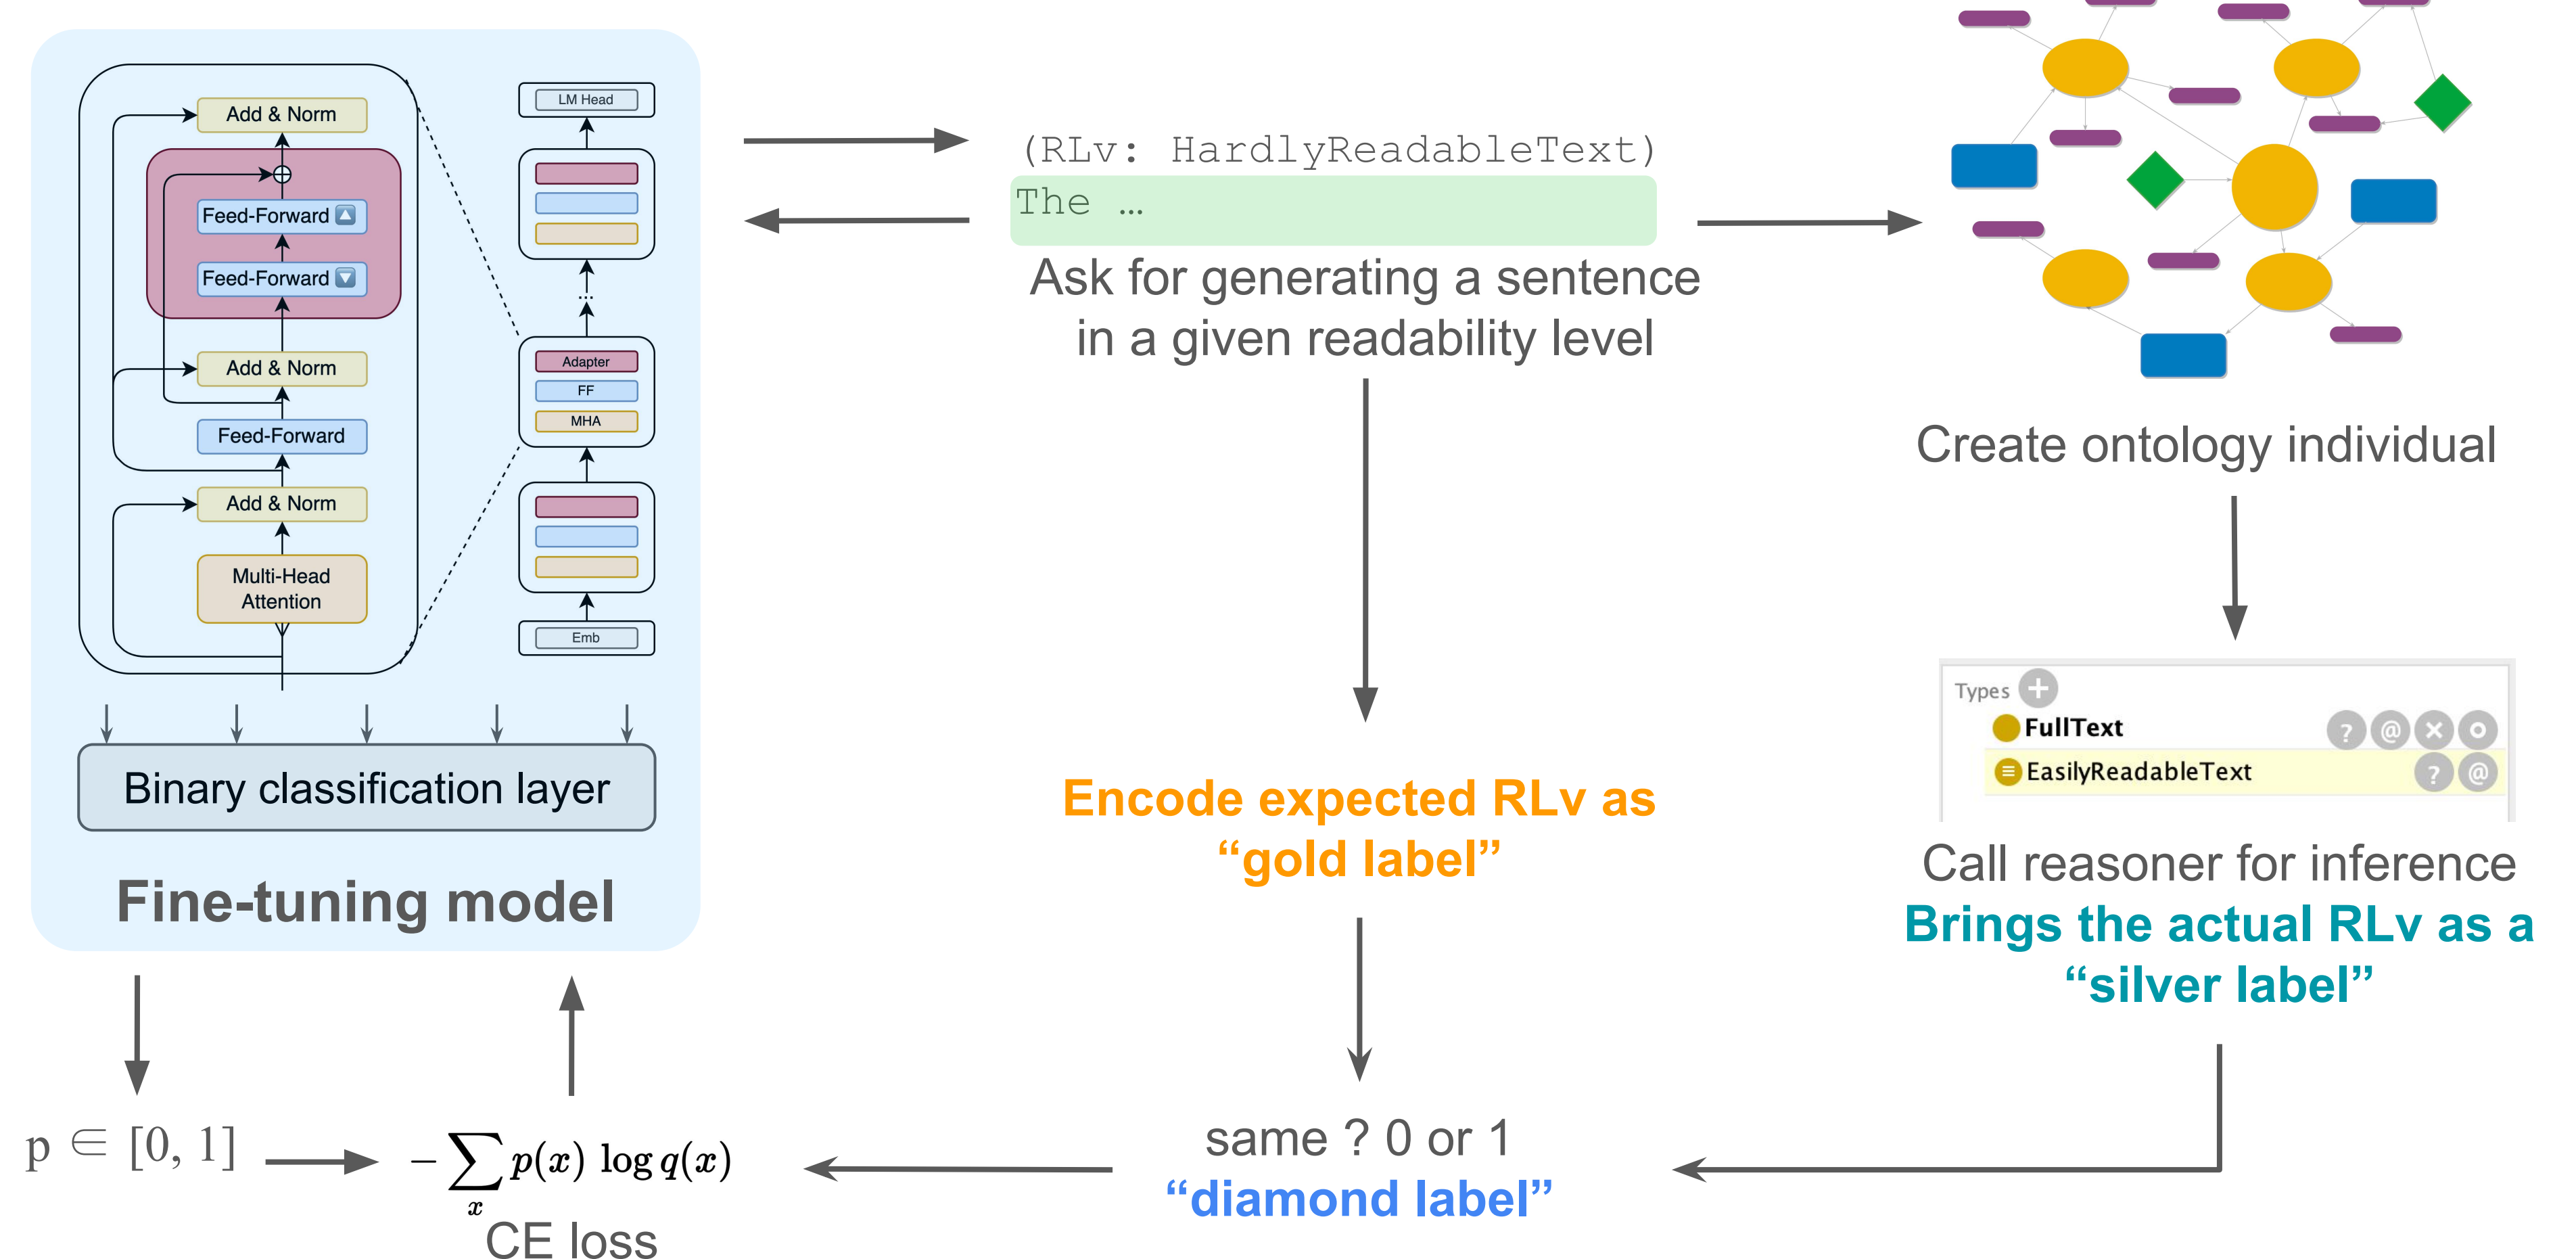 Add & Norm
Feed-Forward
Feed-Forward
Add & Norm
Feed-Forward
Add & Norm
Multi-Head
Attention
LM Head
...
Adapter
FF
MHA
Emb
Binary classification layer
Fine-tuning model
(RLv: HardlyReadableText)
The …
Ask for generating a sentence
in a given readability level
Create ontology individual
Types
FullText
? @
EasilyReadableText
? @
Call reasoner for inference
Brings the actual RLv as a
“silver label”
Encode expected RLv as
“gold label”
same ? 0 or 1
“diamond label”
p ∈ [0, 1]
− ∑ p(x) log q(x)
x
CE loss